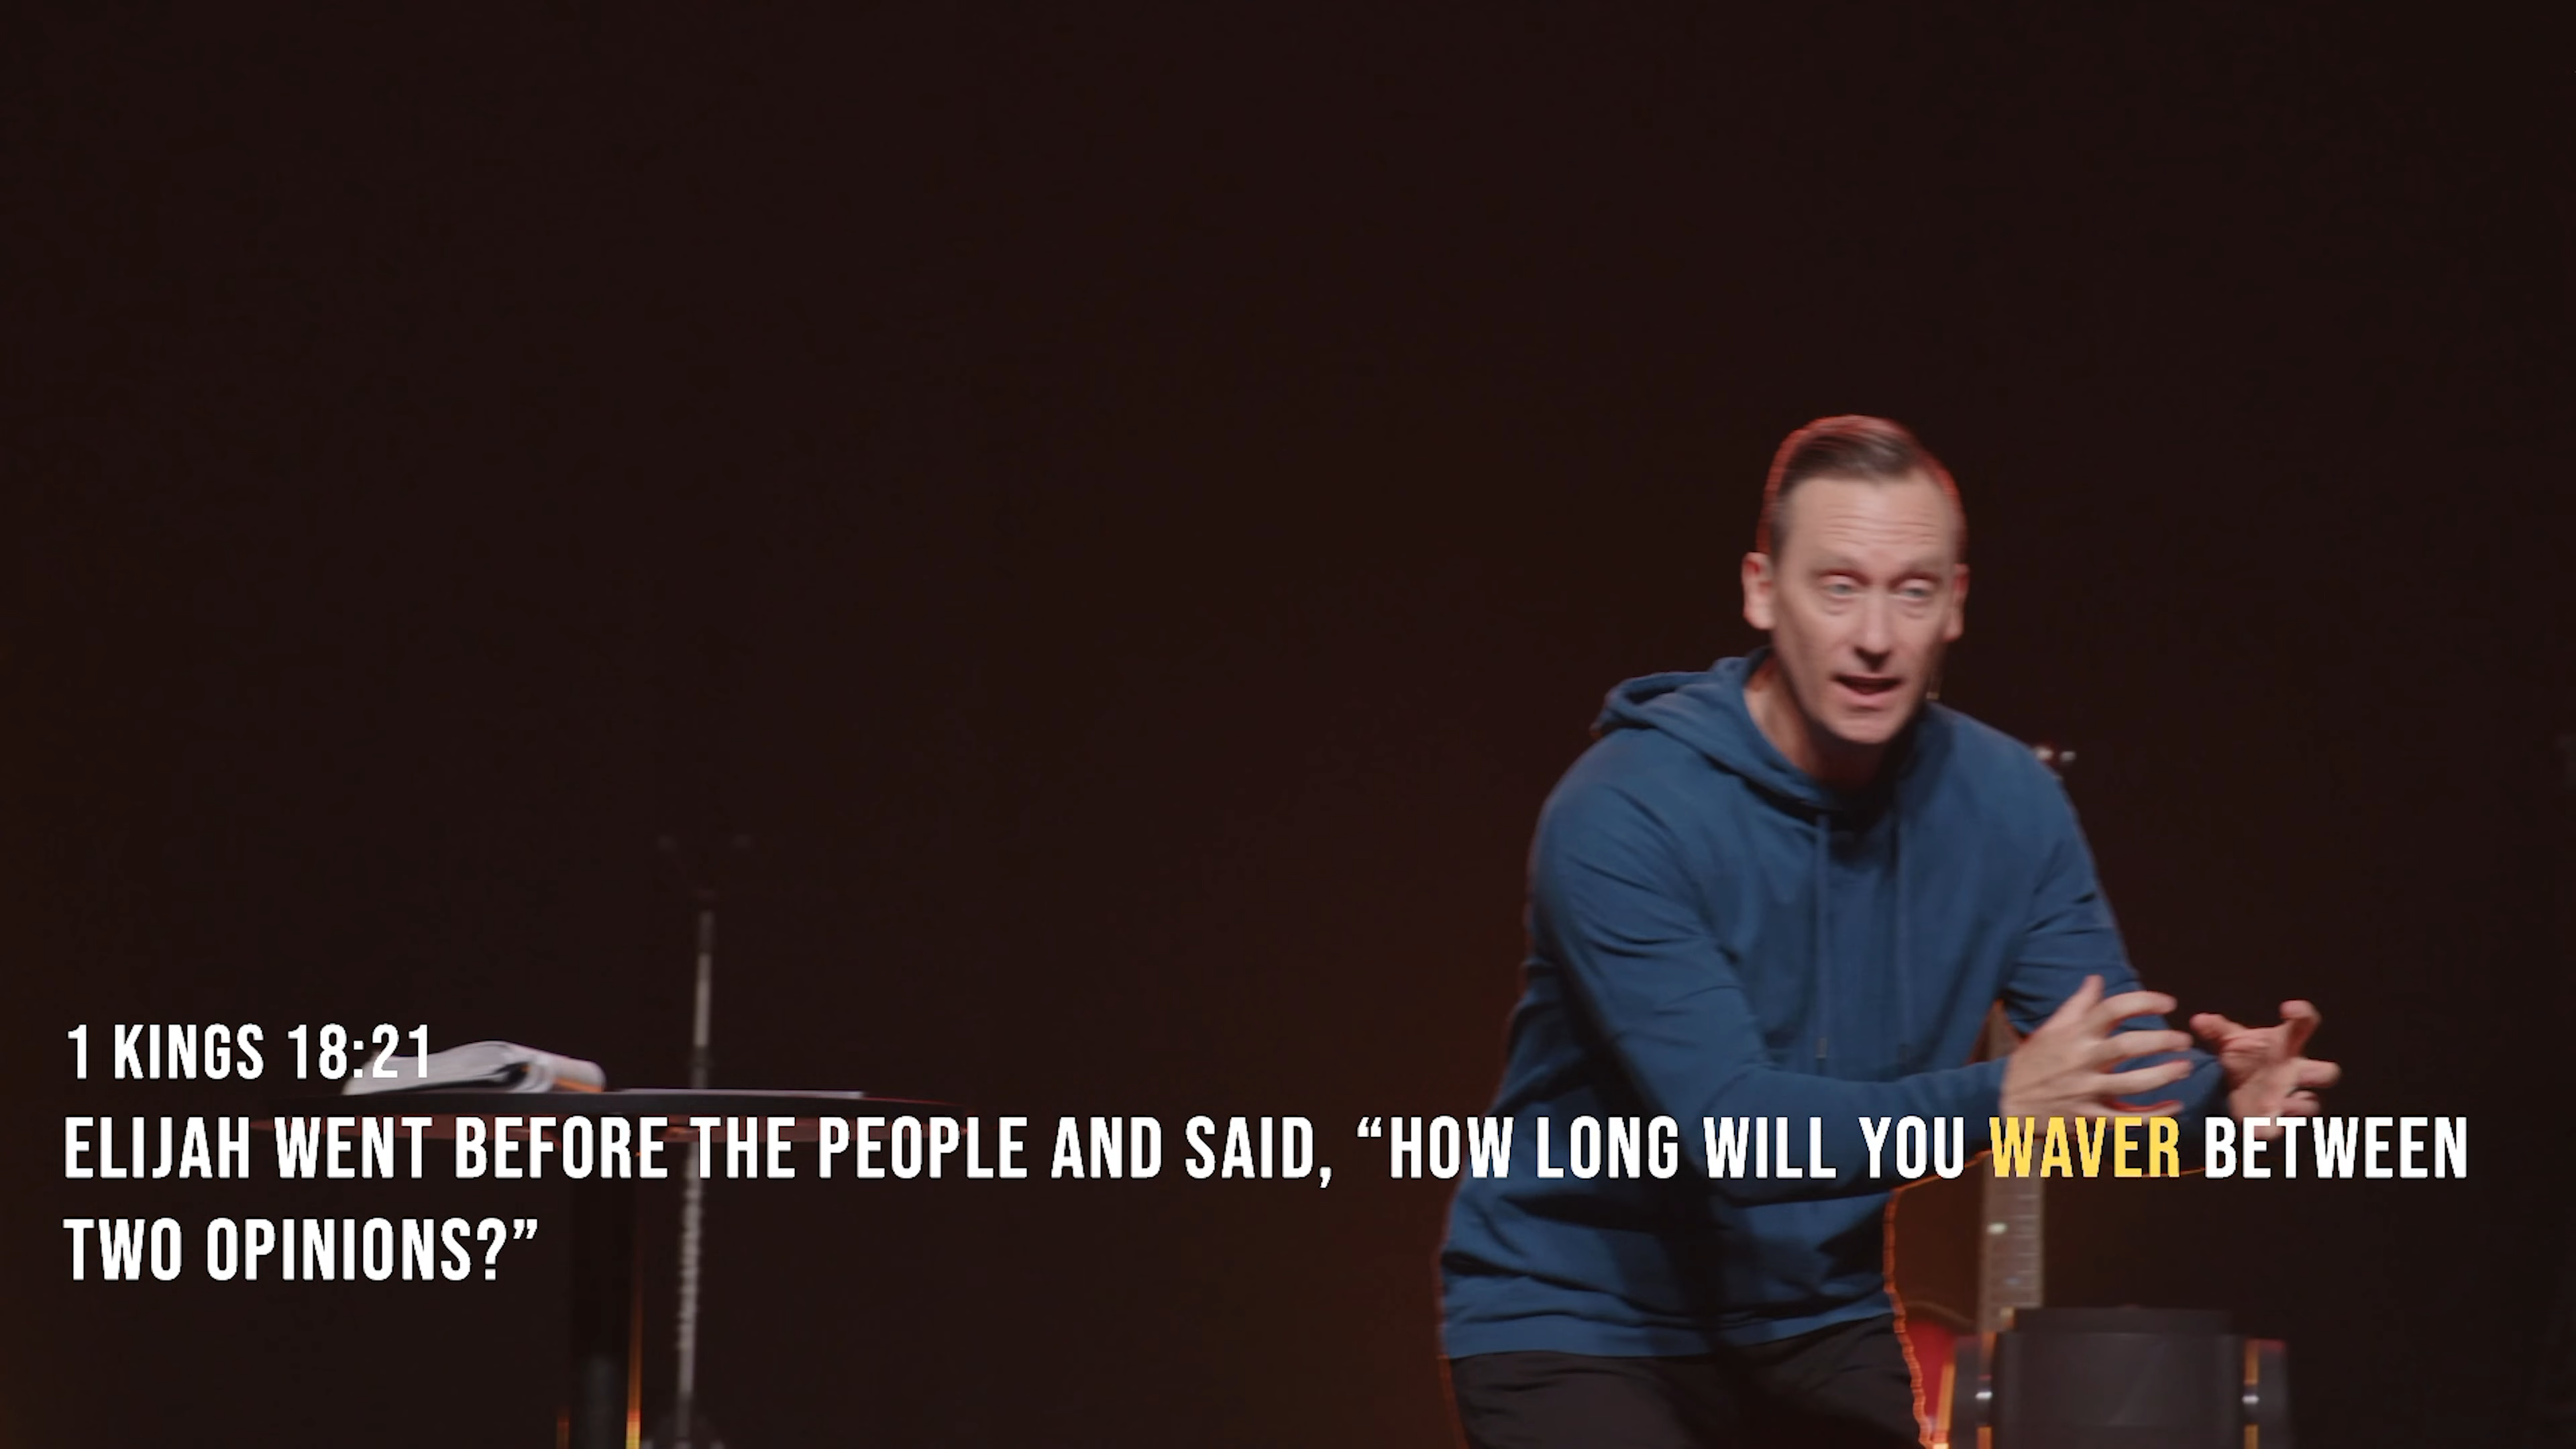 1 KINGS 18:21
ELIJAH WENT BEFORE THE PEOPLE AND SAID, “HOW LONG WILL YOU WAVER BETWEEN
TWO OPINIONS?”